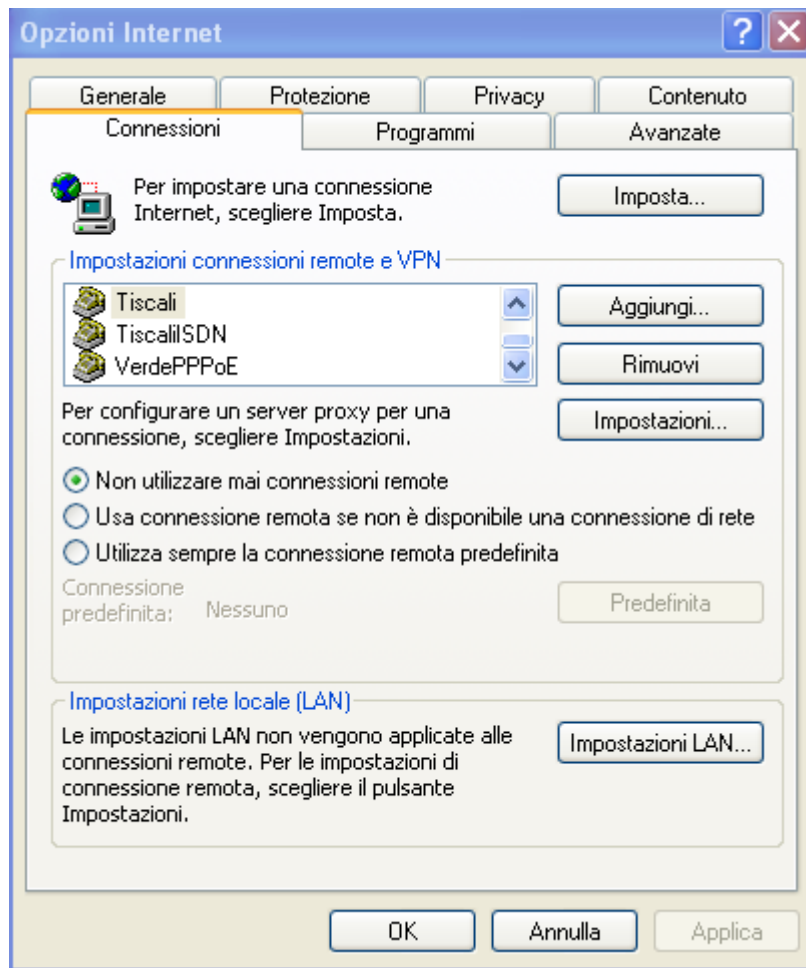 Opzioni Internet
Generale
Protezione
Privacy
Contenuto
Connessioni
Programmi
Avanzate
Per impostare una connessione
Internet, scegliere Imposta.
Imposta...
Impostazioni connessioni remote e VPN
Tiscali
TiscaliISDN
VerdePPPoE
Aggiungi...
Rimuovi
Per configurare un server proxy per una
connessione, scegliere Impostazioni.
Impostazioni...
Non utilizzare mai connessioni remote
Usa connessione remota se non è disponibile una connessione di rete
Utilizza sempre la connessione remota predefinita
Connessione
predefinita: Nessuno
Predefinita
Impostazioni rete locale (LAN)
Le impostazioni LAN non vengono applicate alle
connessioni remote. Per le impostazioni di
connessione remota, scegliere il pulsante
Impostazioni.
Impostazioni LAN...
OK
Annulla
Applica